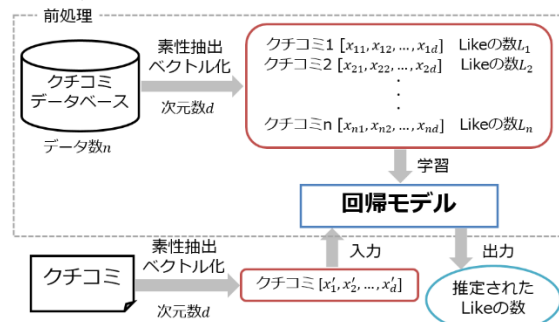 前処理
クチコミ
データベース
データ数n
素性抽出
ベクトル化
次元数d
クチコミ1 [x₁₁, x₁₂, …, x₁d] Likeの数L₁
クチコミ2 [x₂₁, x₂₂, …, x₂d] Likeの数L₂
.
.
.
クチコミn [xn₁, xn₂, …, xnd] Likeの数Ln
学習
回帰モデル
クチコミ
素性抽出
ベクトル化
次元数d
クチコミ [x′₁, x′₂, …, x′d]
入力
出力
推定された
Likeの数